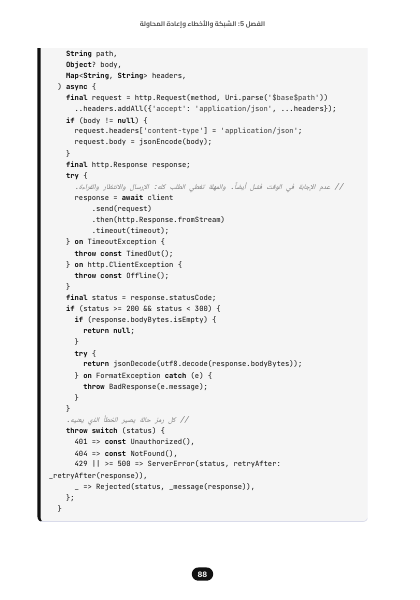 الفصل 5: الشبكة والأخطاء وإعادة المحاولة
    String path,
    Object? body,
    Map<String, String> headers,
  ) async {
    final request = http.Request(method, Uri.parse('$base$path'))
      ..headers.addAll({'accept': 'application/json', ...headers});
    if (body != null) {
      request.headers['content-type'] = 'application/json';
      request.body = jsonEncode(body);
    }
    final http.Response response;
    try {
      // عدم الإجابة في الوقت فشل أيضاً. والمهلة تغطي الطلب كله: الإرسال والانتظار والقراءة.
      response = await client
          .send(request)
          .then(http.Response.fromStream)
          .timeout(timeout);
    } on TimeoutException {
      throw const TimedOut();
    } on http.ClientException {
      throw const Offline();
    }
    final status = response.statusCode;
    if (status >= 200 && status < 300) {
      if (response.bodyBytes.isEmpty) {
        return null;
      }
      try {
        return jsonDecode(utf8.decode(response.bodyBytes));
      } on FormatException catch (e) {
        throw BadResponse(e.message);
      }
    }
    // كل رمز حالة يصير الخطأ الذي يعنيه.
    throw switch (status) {
      401 => const Unauthorized(),
      404 => const NotFound(),
      429 || >= 500 => ServerError(status, retryAfter:
_retryAfter(response)),
      _ => Rejected(status, _message(response)),
    };
  }
88